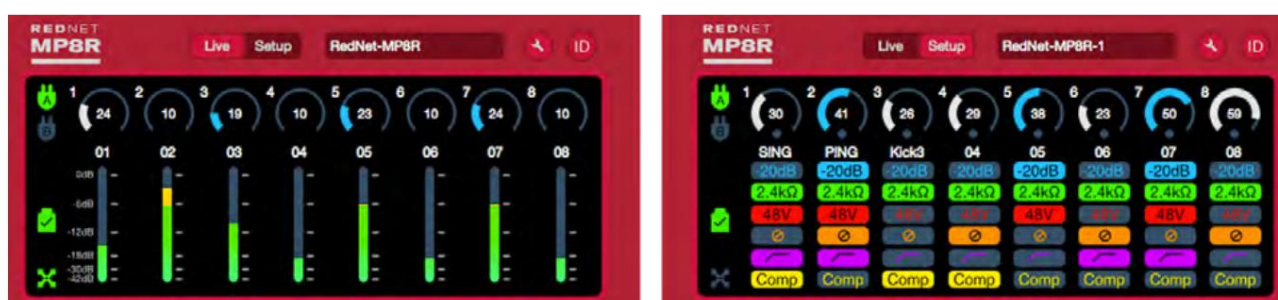 REDNET
MP8R
Live Setup RedNet-MP8R ID
A
B
1 2 3 4 5 6 7 8
24 10 19 10 23 10 24 10
01 02 03 04 05 06 07 08
0dB
-6dB
-12dB
-18dB
-30dB
-42dB
REDNET
MP8R
Live Setup RedNet-MP8R-1 ID
A
B
1 2 3 4 5 6 7 8
30 41 26 29 38 23 50 59
SING PING Kick3 04 05 06 07 08
-20dB -20dB -20dB -20dB -20dB -20dB -20dB -20dB
2.4kΩ 2.4kΩ 2.4kΩ 2.4kΩ 2.4kΩ 2.4kΩ 2.4kΩ 2.4kΩ
48V 48V 48V 48V 48V 48V 48V 48V
Comp Comp Comp Comp Comp Comp Comp Comp